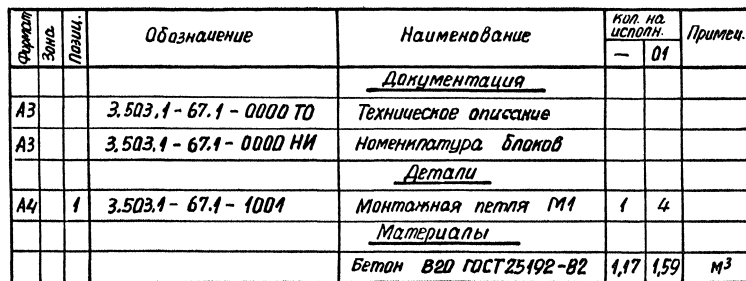 Формат Зона Позиц. Обозначение Наименование Кол. на исполн. Примеч.
— 01
Документация
А3 3.503.1-67.1-0000 ТО Техническое описание
А3 3.503.1-67.1-0000 НИ Номенклатура блоков
Детали
А4 1 3.503.1-67.1-1001 Монтажная петля М1 1 4
Материалы
Бетон В20 ГОСТ 25192-82 1,17 1,59 м³